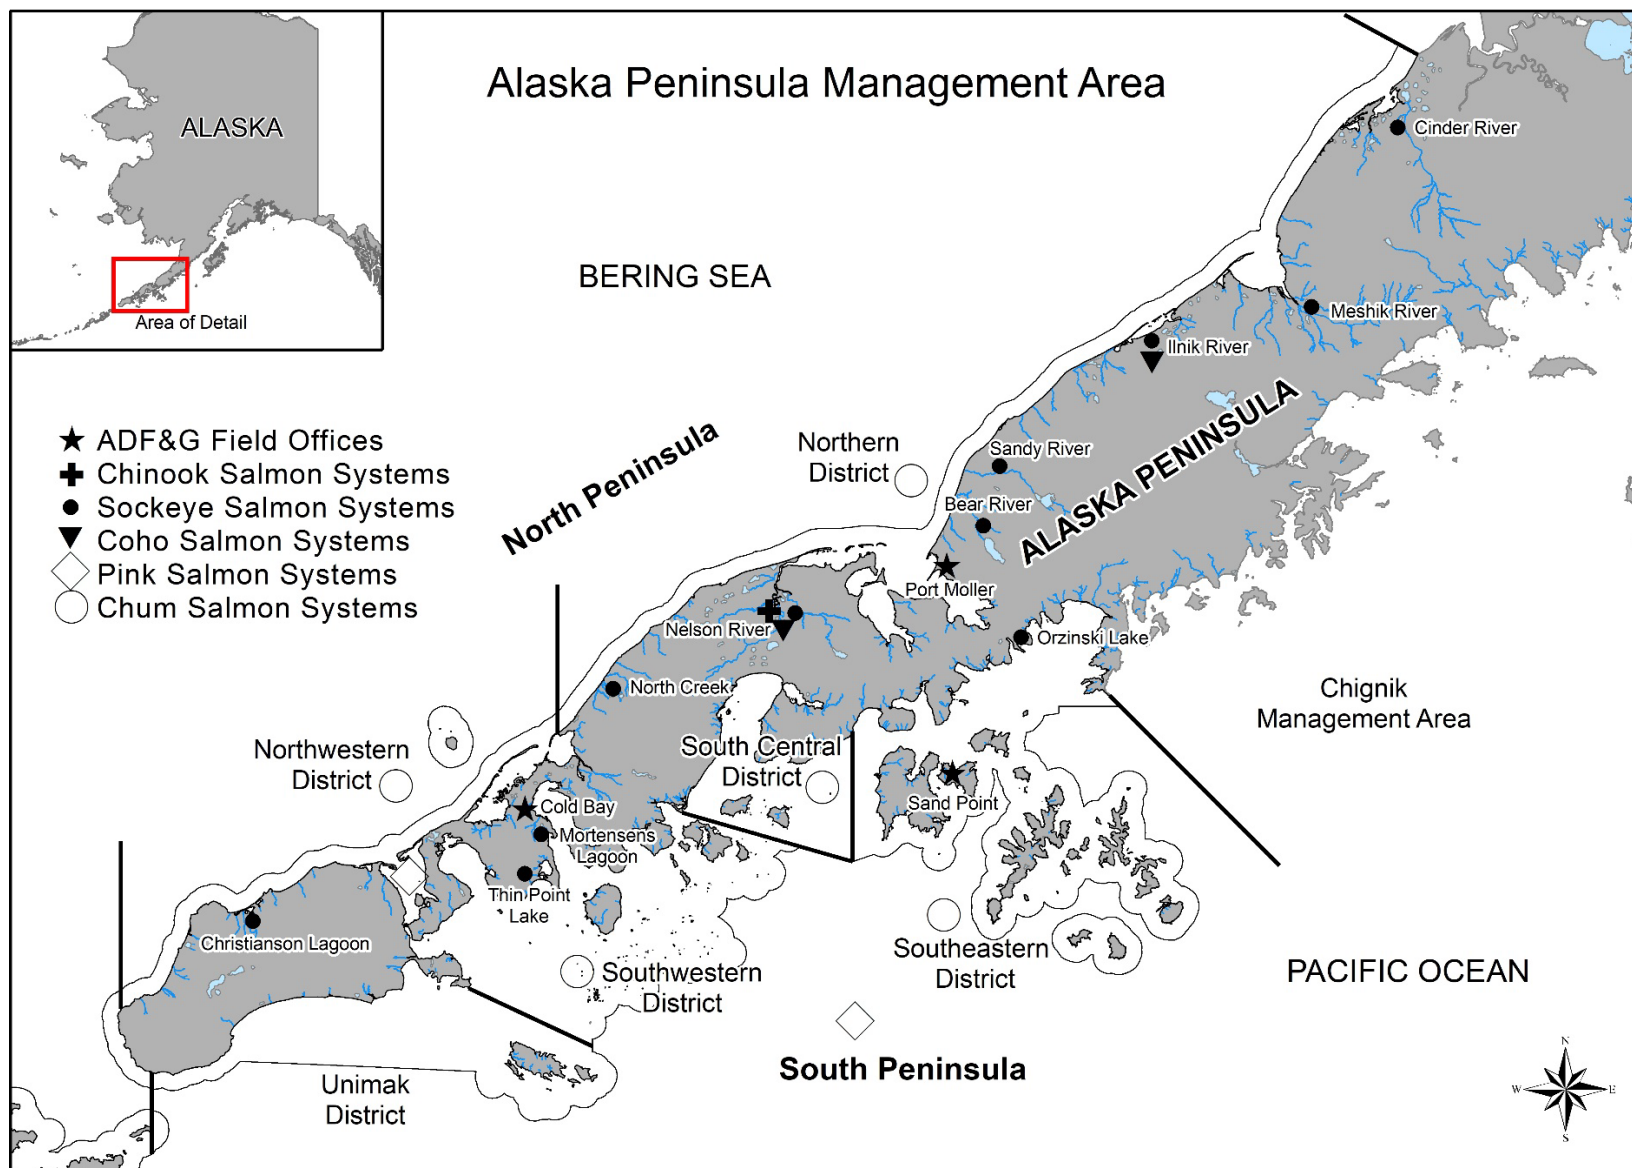 Alaska Peninsula Management Area
ALASKA
Area of Detail
BERING SEA
Cinder River
Meshik River
Ilnik River
ADF&G Field Offices
Chinook Salmon Systems
Sockeye Salmon Systems
Coho Salmon Systems
Pink Salmon Systems
Chum Salmon Systems
North Peninsula
Northern
District
Sandy River
Bear River
ALASKA PENINSULA
Port Moller
Nelson River
Orzinski Lake
North Creek
Chignik
Management Area
Northwestern
District
South Central
District
Sand Point
Cold Bay
Mortensens
Lagoon
Thin Point
Lake
Christianson Lagoon
Southwestern
District
Southeastern
District
PACIFIC OCEAN
South Peninsula
Unimak
District
N
W
E
S